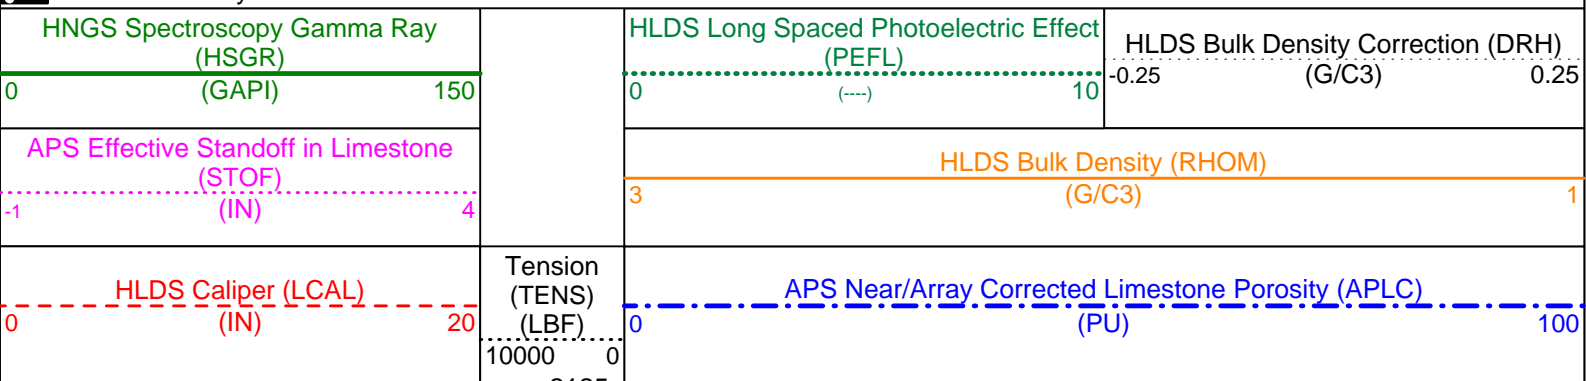 HNGS Spectroscopy Gamma Ray
(HSGR)
0 (GAPI) 150
HLDS Long Spaced Photoelectric Effect
(PEFL)
0 (----) 10
HLDS Bulk Density Correction (DRH)
-0.25 (G/C3) 0.25
APS Effective Standoff in Limestone
(STOF)
-1 (IN) 4
HLDS Bulk Density (RHOM)
3 (G/C3) 1
HLDS Caliper (LCAL)
0 (IN) 20
Tension
(TENS)
(LBF)
10000 0
APS Near/Array Corrected Limestone Porosity (APLC)
0 (PU) 100